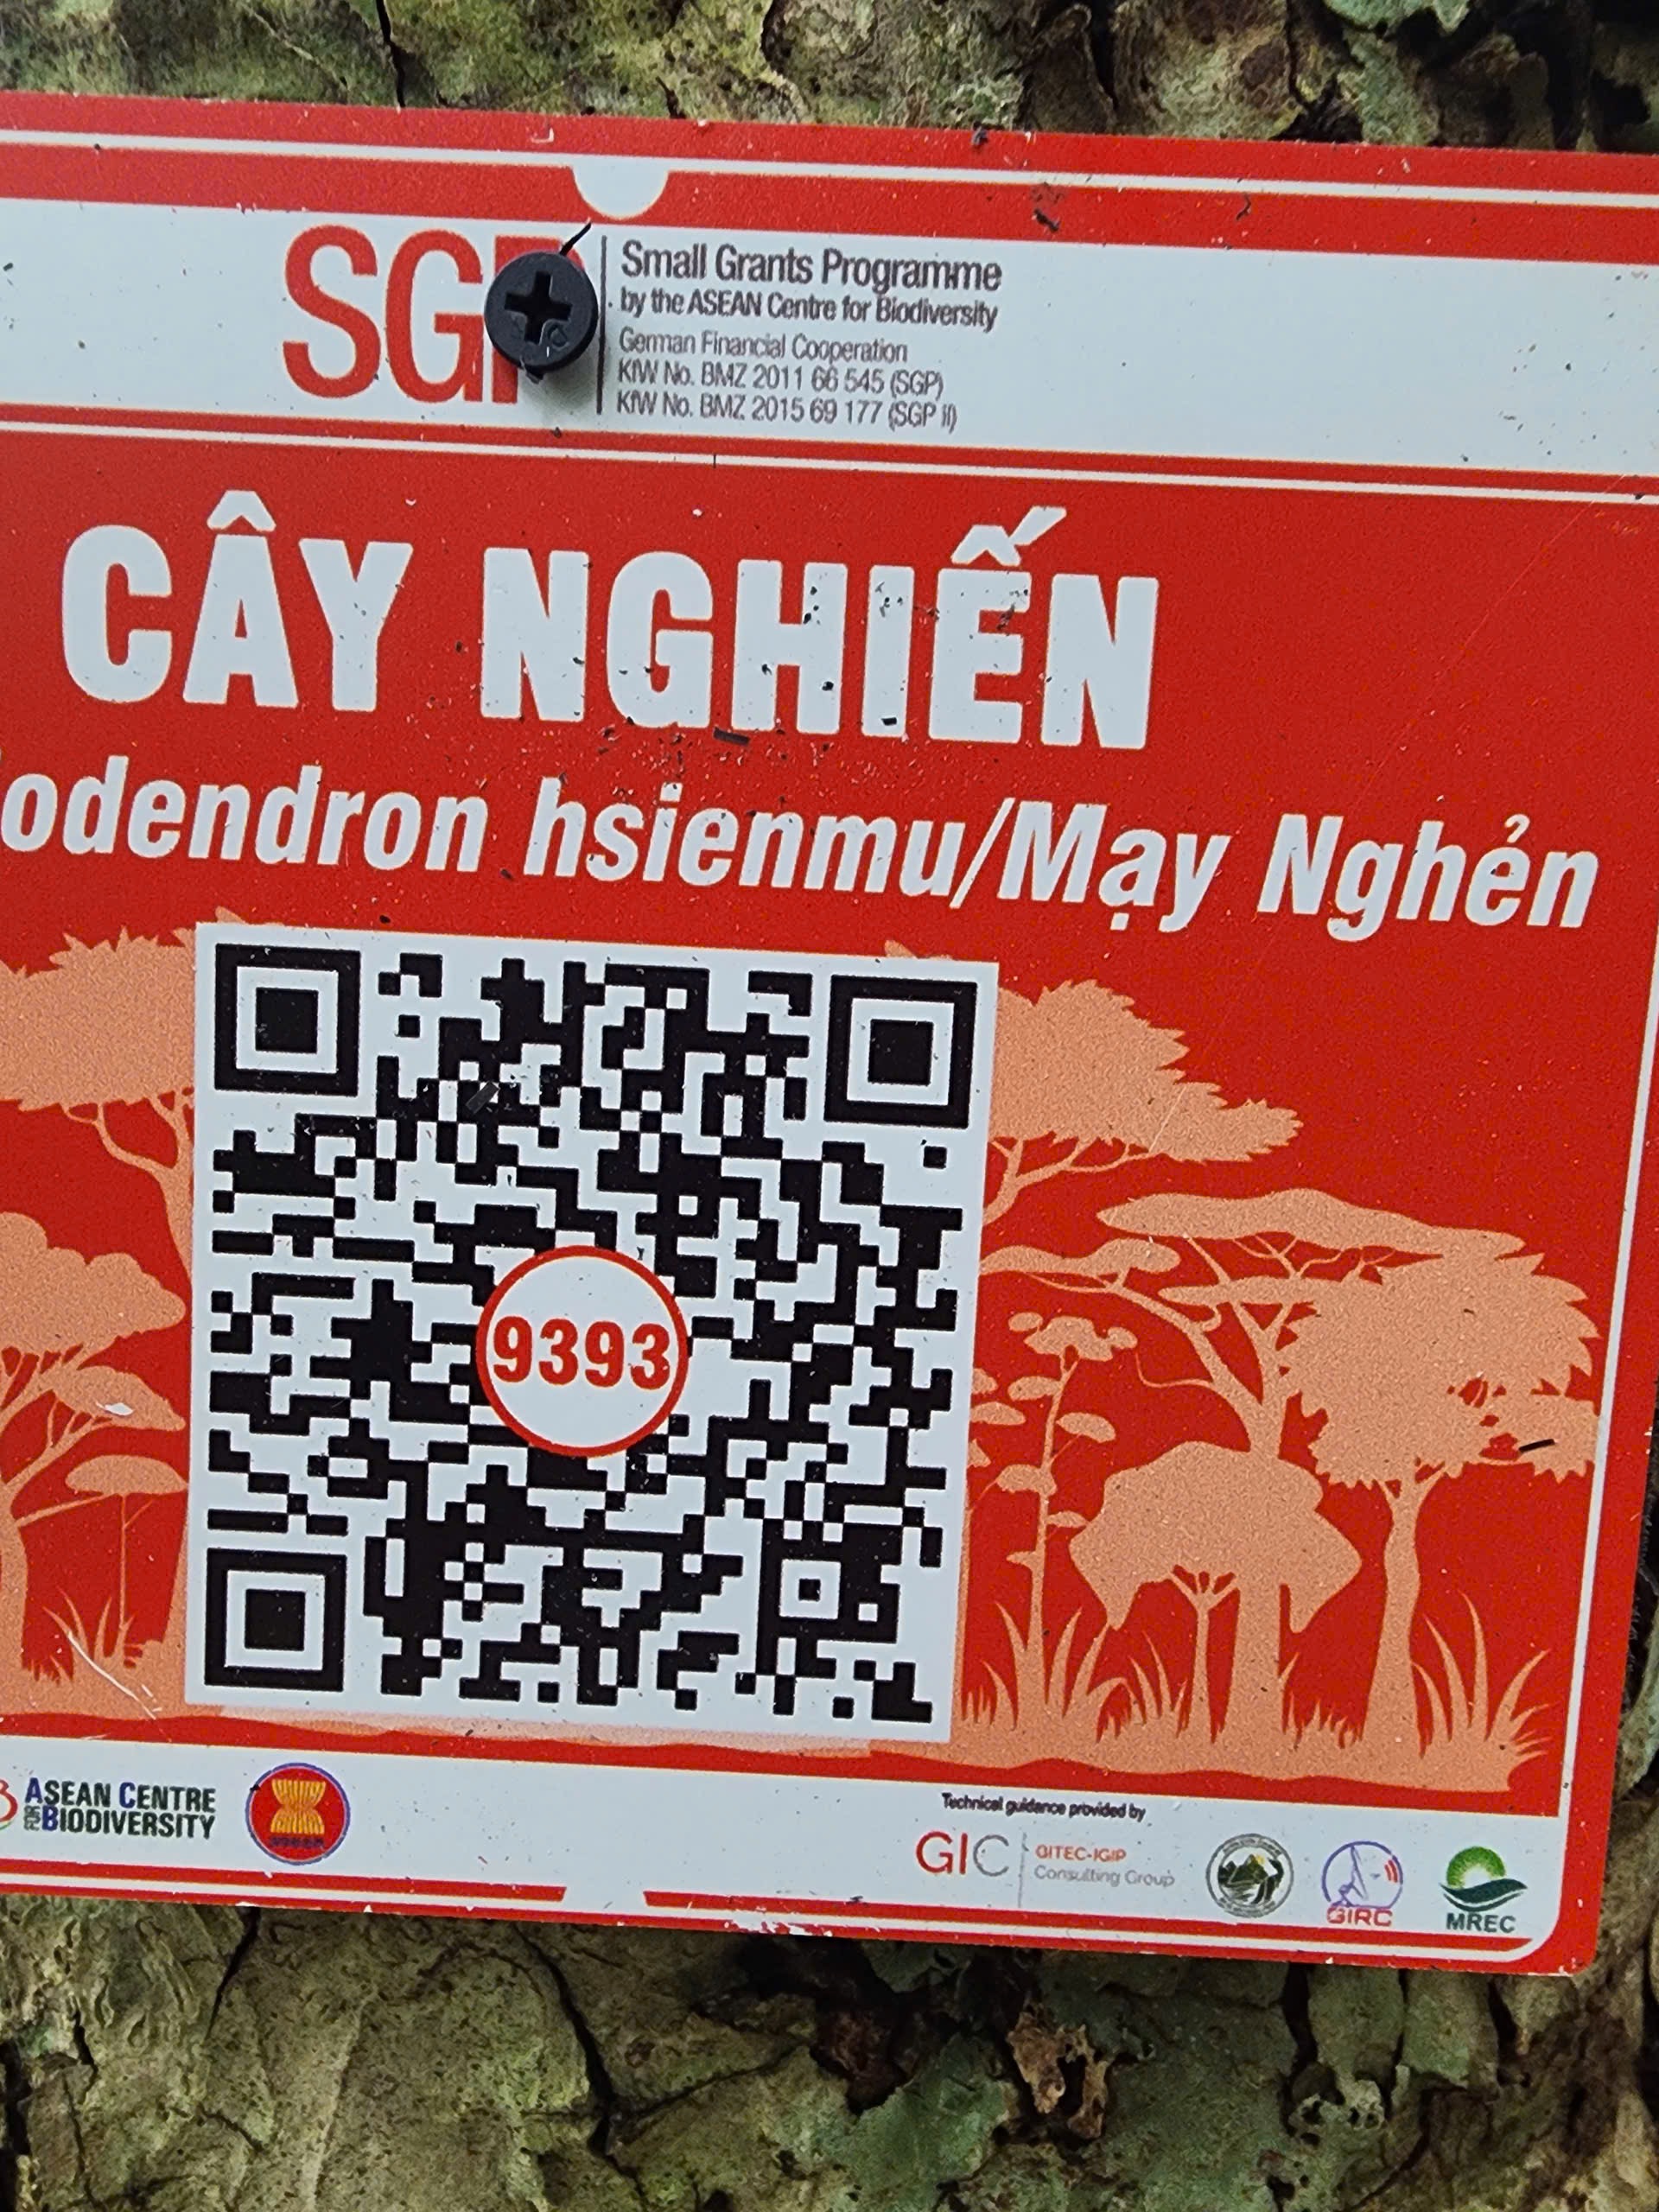 SGP
Small Grants Programme
by the ASEAN Centre for Biodiversity
German Financial Cooperation
KfW No. BMZ 2011 66 545 (SGP)
KfW No. BMZ 2015 69 177 (SGP II)
CÂY NGHIẾN
odendron hsienmu/Mạy Nghẻn
9393
ASEAN CENTRE
FOR BIODIVERSITY
Technical guidance provided by
GIC
GITEC-IGIP
Consulting Group
GIRC
MREC